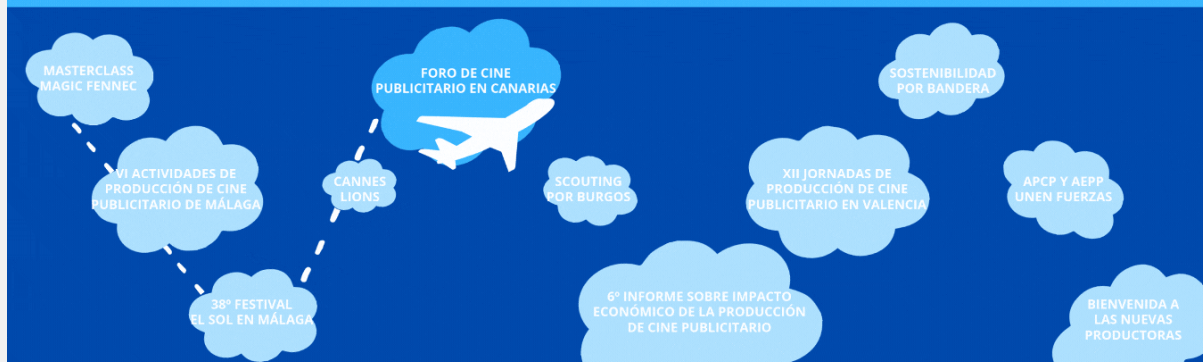 MASTERCLASS
MAGIC FENNEC
VI ACTIVIDADES DE
PRODUCCIÓN DE CINE
PUBLICITARIO DE MÁLAGA
38º FESTIVAL
EL SOL EN MÁLAGA
CANNES
LIONS
FORO DE CINE
PUBLICITARIO EN CANARIAS
SCOUTING
POR BURGOS
6º INFORME SOBRE IMPACTO
ECONÓMICO DE LA PRODUCCIÓN
DE CINE PUBLICITARIO
XII JORNADAS DE
PRODUCCIÓN DE CINE
PUBLICITARIO EN VALENCIA
SOSTENIBILIDAD
POR BANDERA
APCP Y AEPP
UNEN FUERZAS
BIENVENIDA A
LAS NUEVAS
PRODUCTORAS